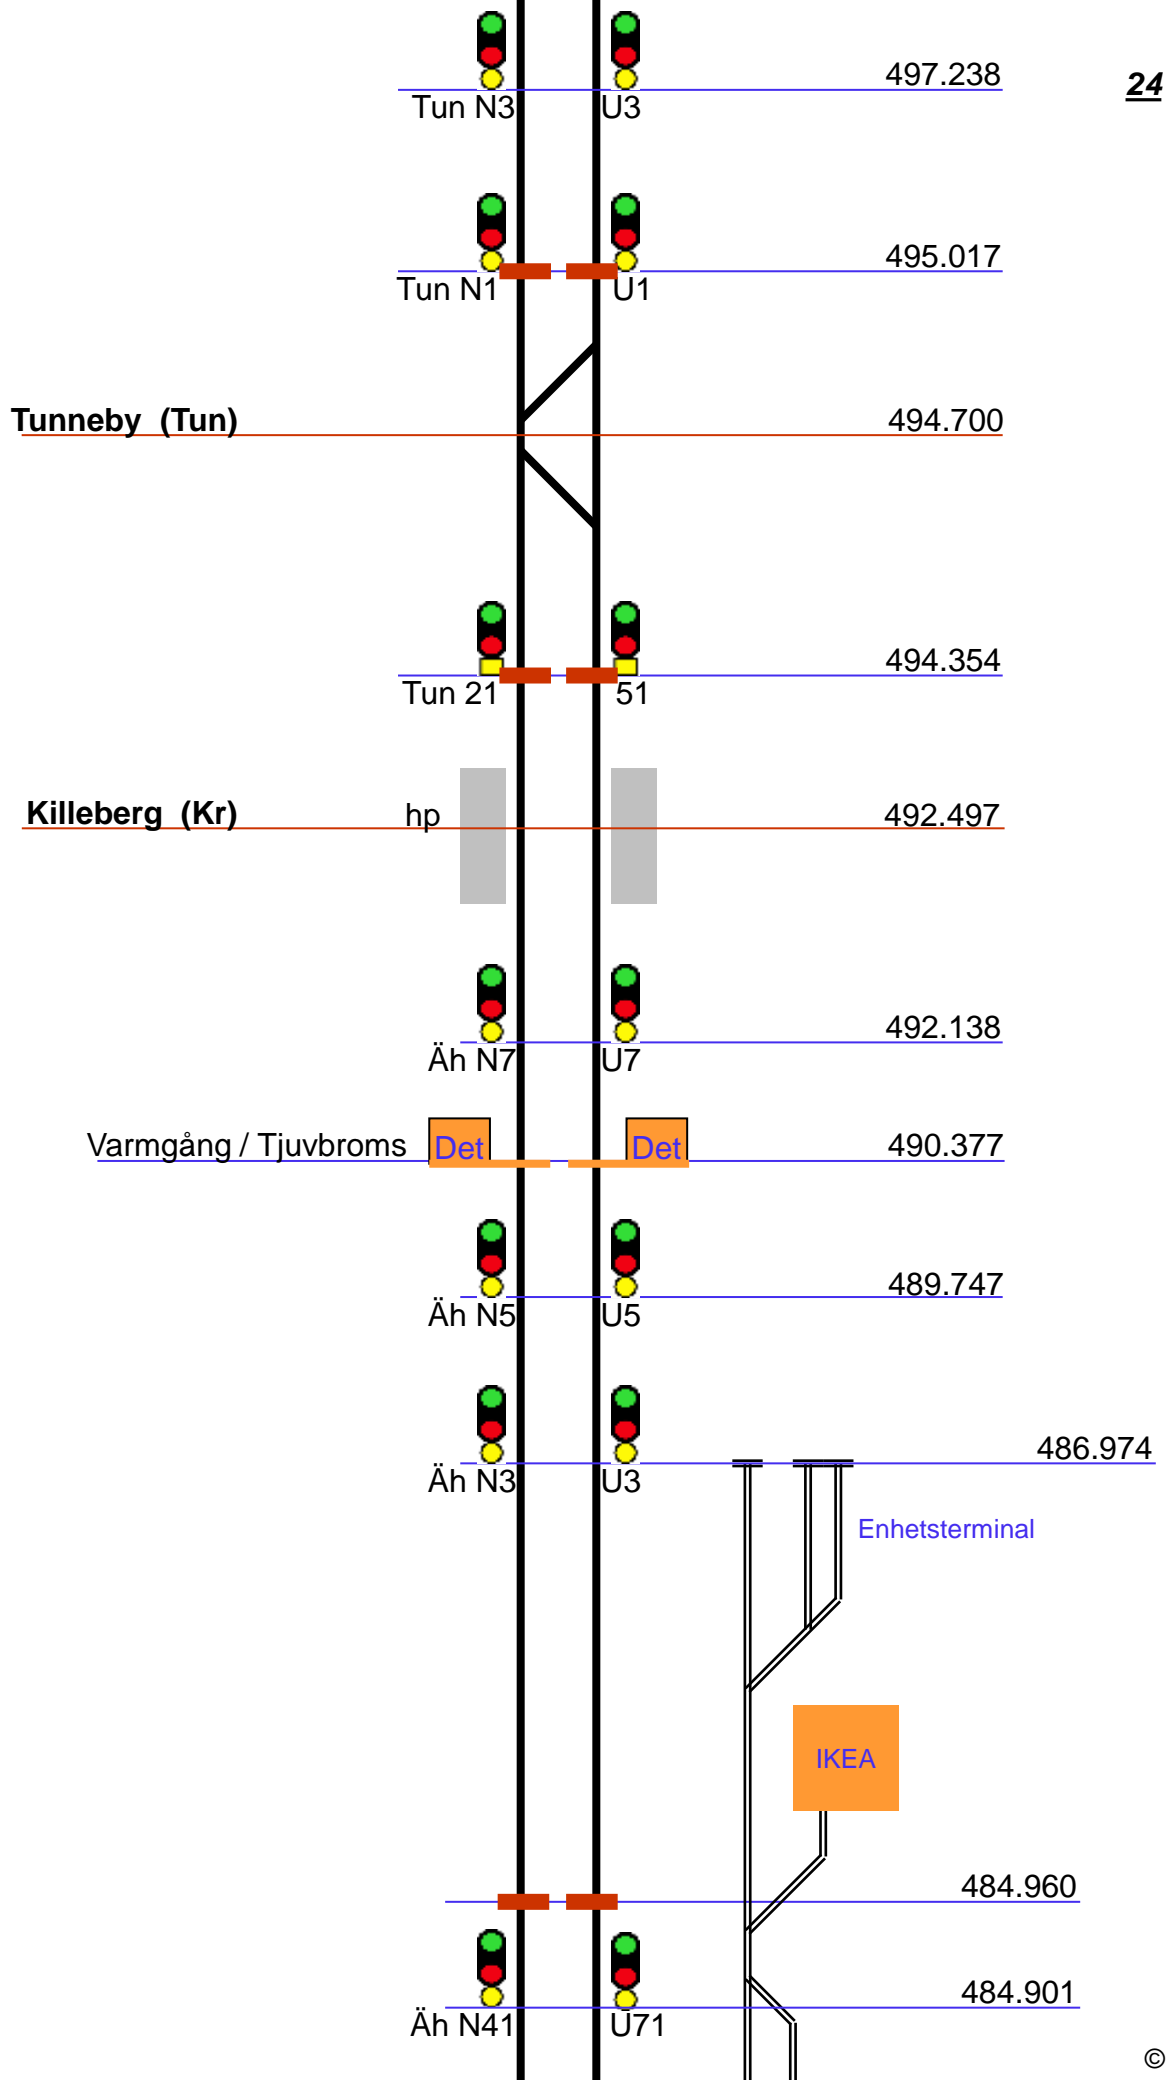 497.238
24
Tun N3 U3
495.017
Tun N1 U1
Tunneby (Tun) 494.700
494.354
Tun 21 51
Killeberg (Kr) hp 492.497
492.138
Äh N7 U7
Varmgång / Tjuvbroms Det Det 490.377
489.747
Äh N5 U5
486.974
Äh N3 U3
Enhetsterminal
IKEA
484.960
484.901
Äh N41 U71
©